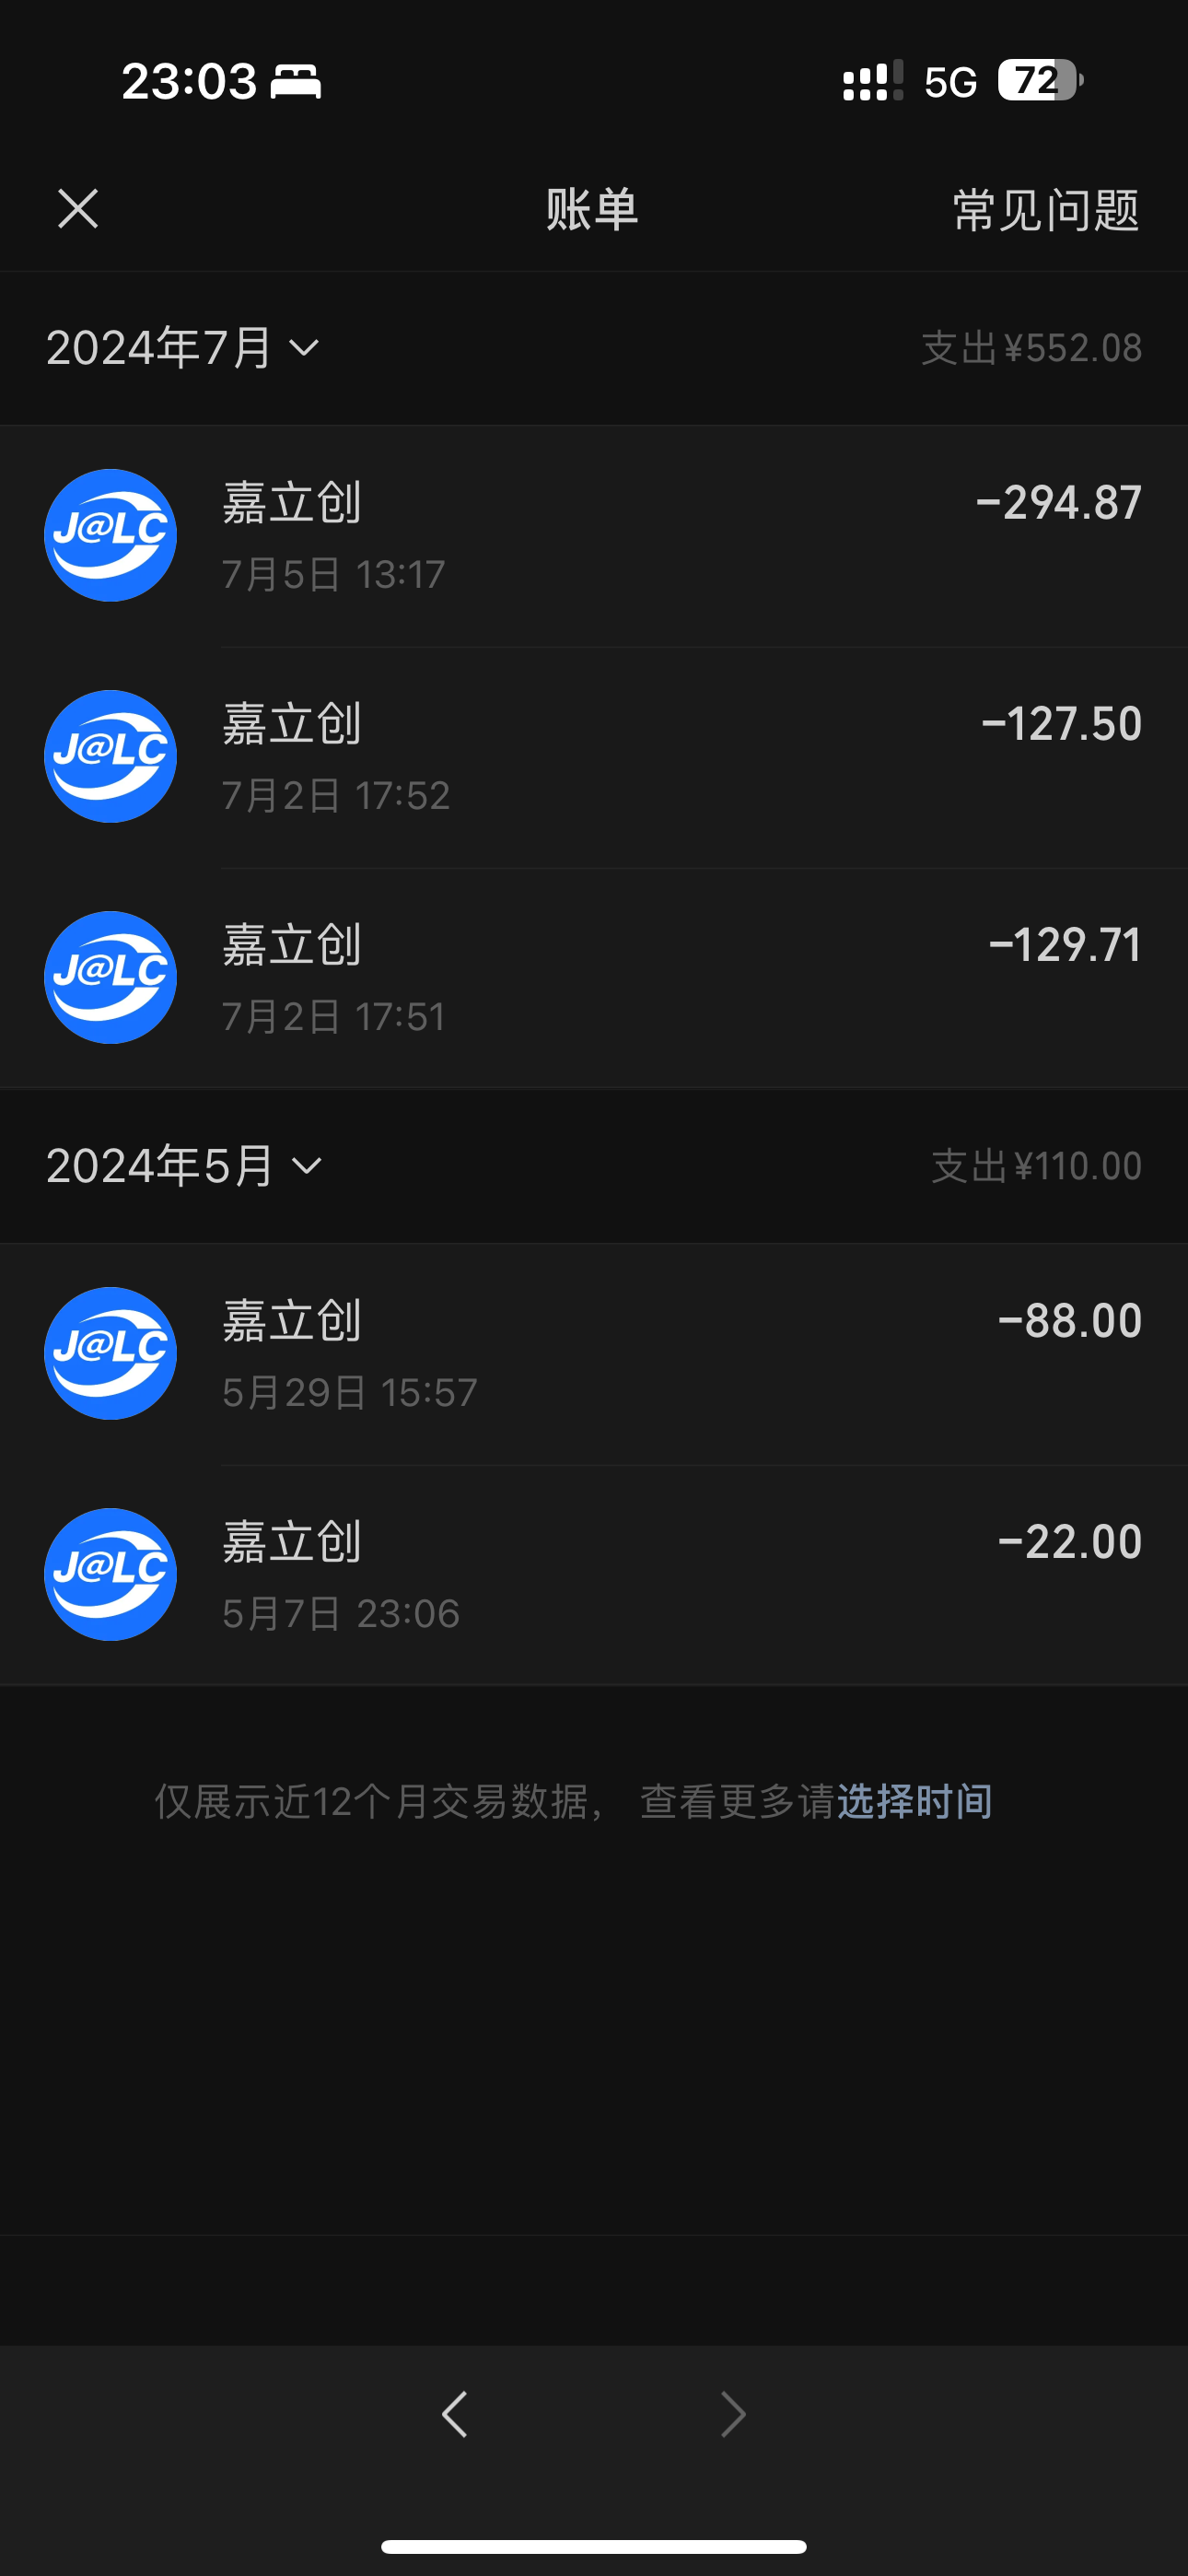 23:03 5G 72
账单 常见问题
2024年7月 支出¥552.08
J@LC 嘉立创 -294.87
7月5日 13:17
J@LC 嘉立创 -127.50
7月2日 17:52
J@LC 嘉立创 -129.71
7月2日 17:51
2024年5月 支出¥110.00
J@LC 嘉立创 -88.00
5月29日 15:57
J@LC 嘉立创 -22.00
5月7日 23:06
仅展示近12个月交易数据， 查看更多请选择时间